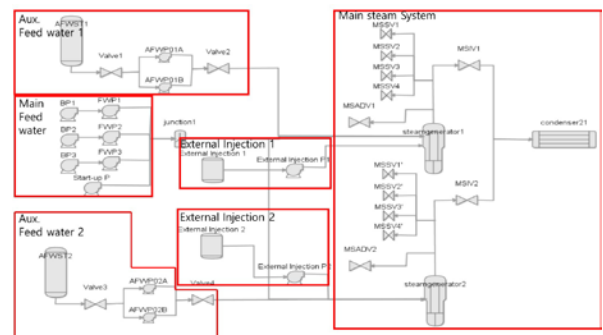 Aux.
Feed water 1
AFWST1
Valve1
AFWP01A
AFWP01B
Valve2
Main
Feed
water
BP1
FWP1
BP2
FWP2
BP3
FWP3
Start-up P
junction1
External Injection 1
External Injection 1
External Injection P1
External Injection 2
External Injection 2
External Injection P2
Aux.
Feed water 2
AFWST2
Valve3
AFWP02A
AFWP02B
Valve4
Main steam System
MSSV1
MSSV2
MSSV3
MSSV4
MSADV1
MSIV1
steamgenerator1
condenser21
MSSV1'
MSSV2'
MSSV3'
MSSV4'
MSADV2
MSIV2
steamgenerator2